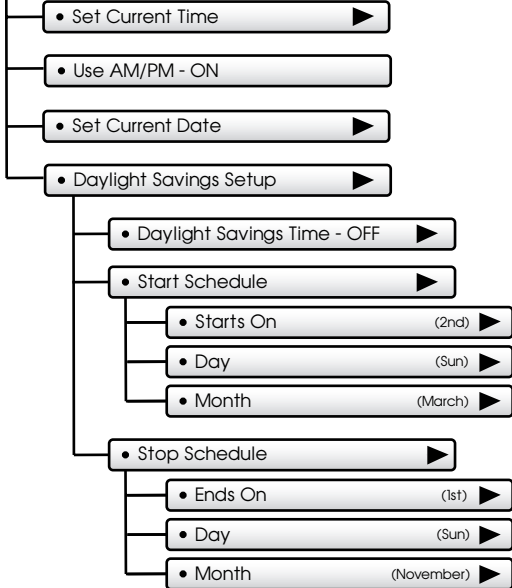 • Set Current Time
• Use AM/PM - ON
• Set Current Date
• Daylight Savings Setup
• Daylight Savings Time - OFF
• Start Schedule
• Starts On (2nd)
• Day (Sun)
• Month (March)
• Stop Schedule
• Ends On (1st)
• Day (Sun)
• Month (November)